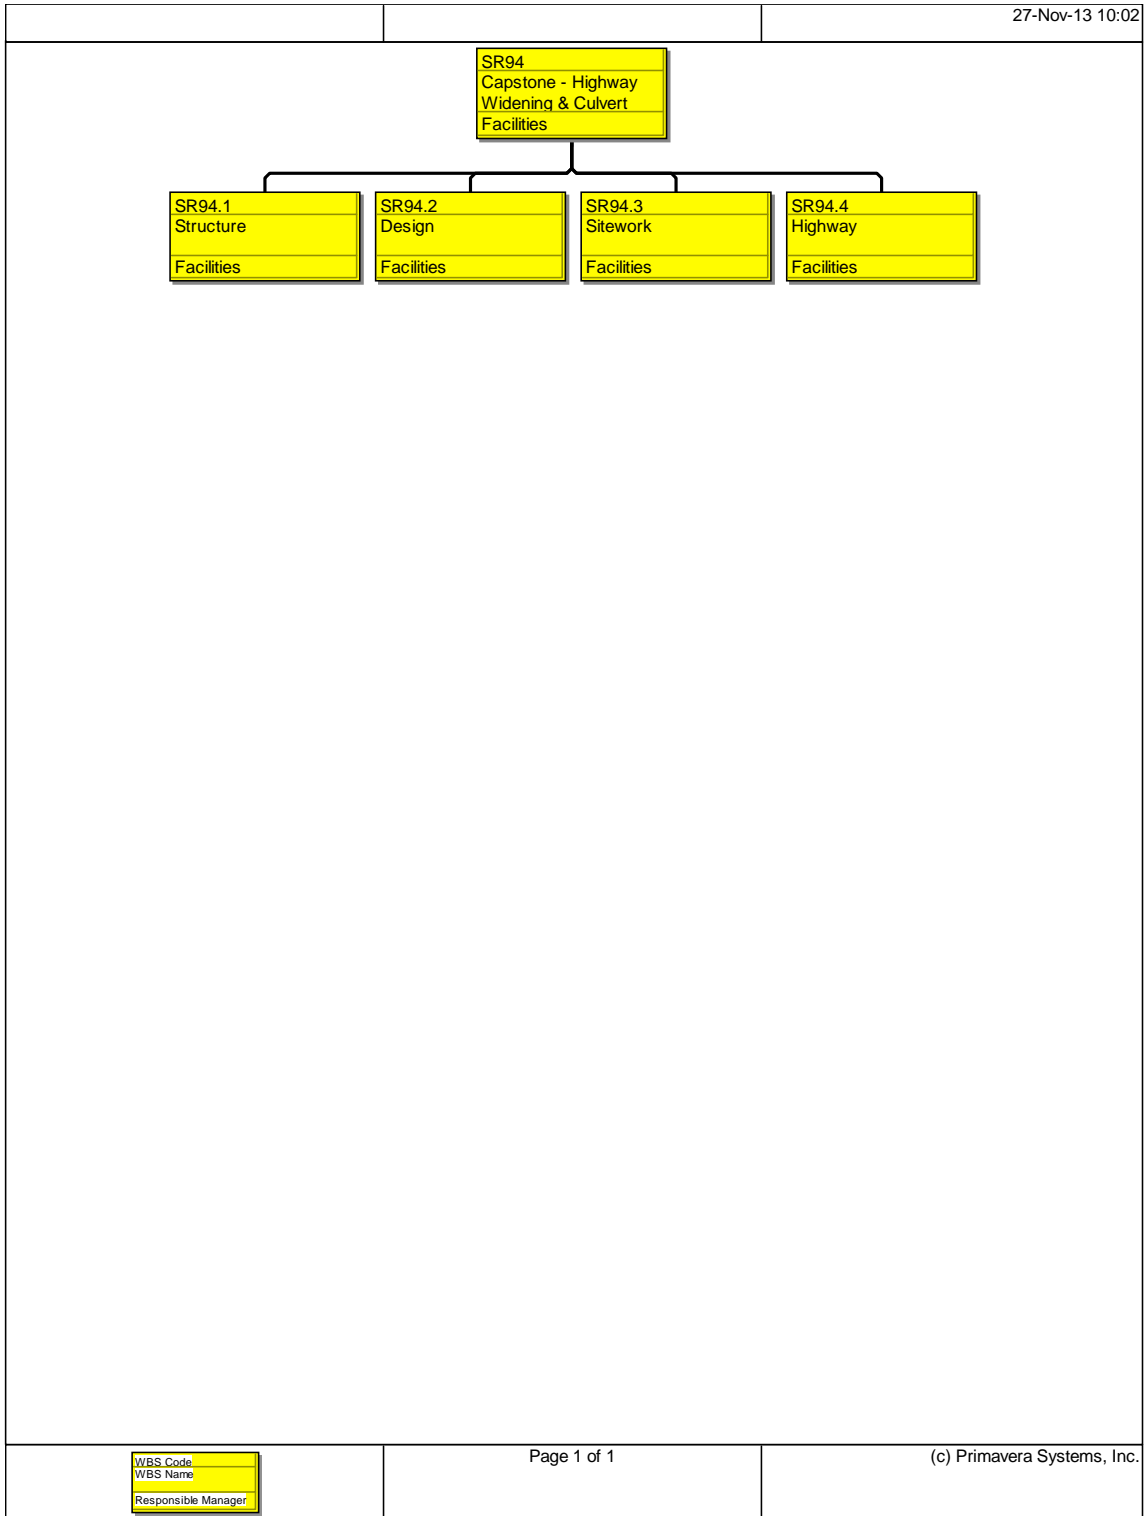 27-Nov-13 10:02
SR94
Capstone - Highway
Widening & Culvert
Facilities
SR94.1
Structure
Facilities
SR94.2
Design
Facilities
SR94.3
Sitework
Facilities
SR94.4
Highway
Facilities
WBS Code
WBS Name
Responsible Manager
Page 1 of 1
(c) Primavera Systems, Inc.